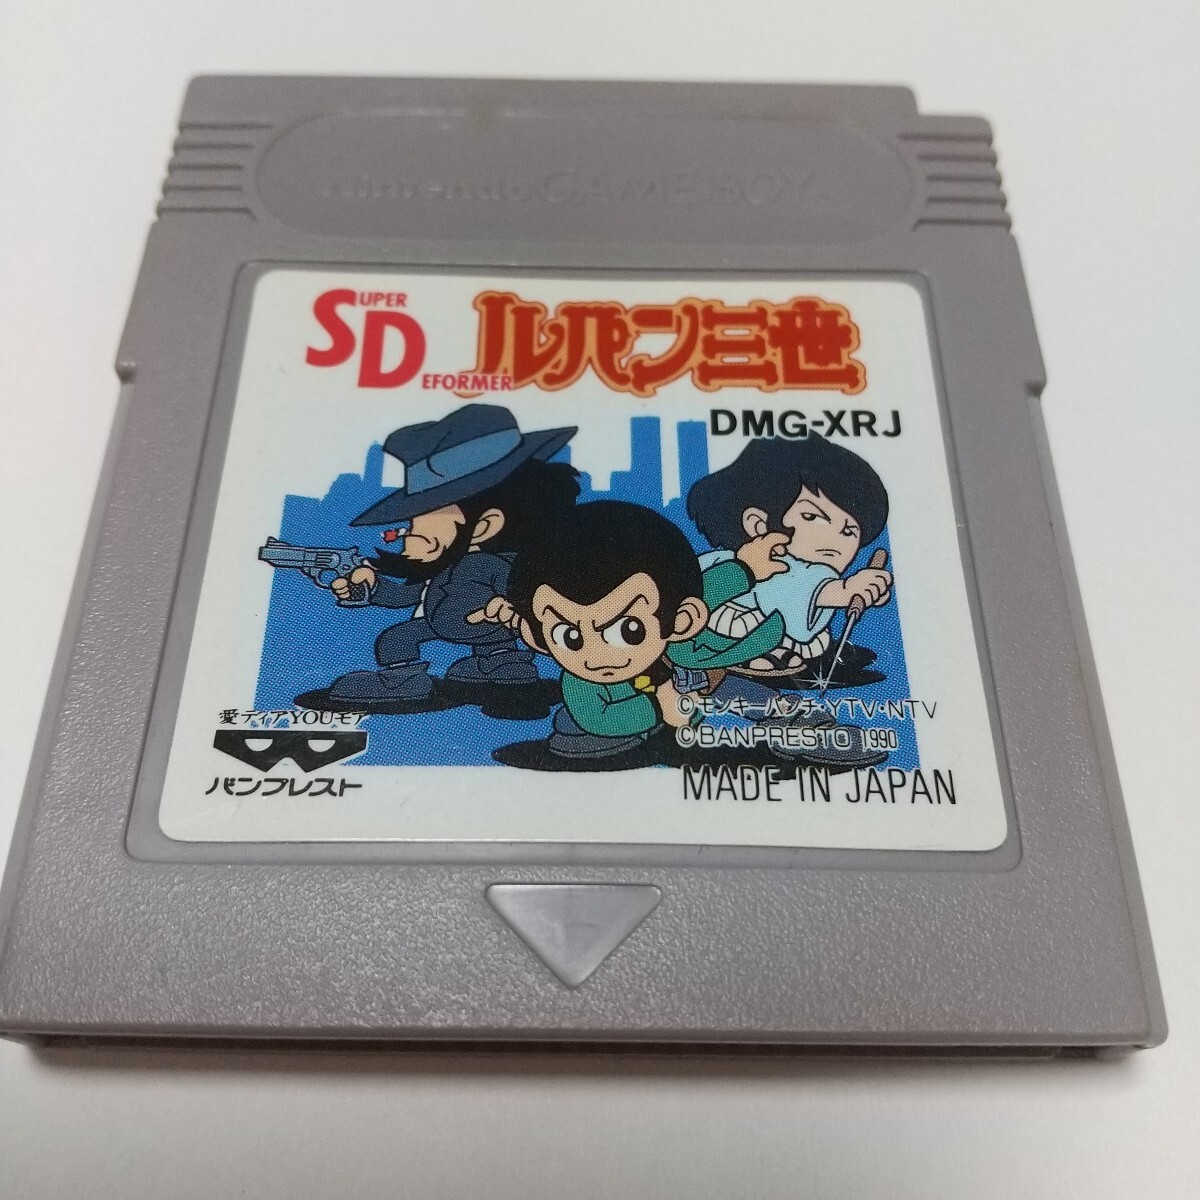 Nintendo GAME BOY
SUPER DEFORMER ルパン三世
DMG-XRJ
©モンキーパンチ・YTV・NTV
©BANPRESTO 1990
MADE IN JAPAN
愛ディアYOUモア
バンプレスト